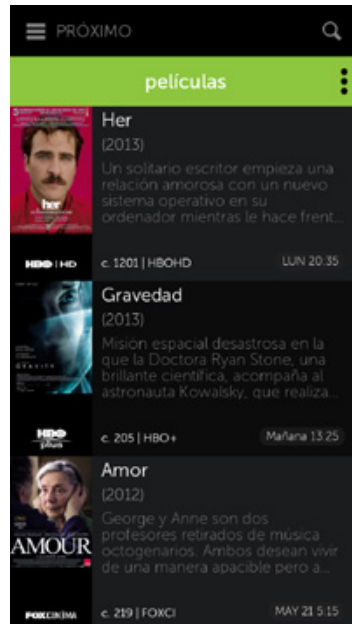 PRÓXIMO
películas
Her
(2013)
Un solitario escritor empieza una
relación amorosa con un nuevo
sistema operativo en su
ordenador mientras le hace frent...
her
HBO | HD
c. 1201 | HBOHD
LUN 20:35
Gravedad
(2013)
Misión espacial desastrosa en la
que la Doctora Ryan Stone, una
brillante científica, acompaña al
astronauta Kowalsky, que realiza...
GRAVITY
HBO
plus
c. 205 | HBO+
Mañana 13:25
Amor
(2012)
George y Anne son dos
profesores retirados de música
octogenarios. Ambos desean vivir
de una manera apacible pero a...
AMOUR
FOXCINEMA
c. 219 | FOXCI
MAY 21 5:15